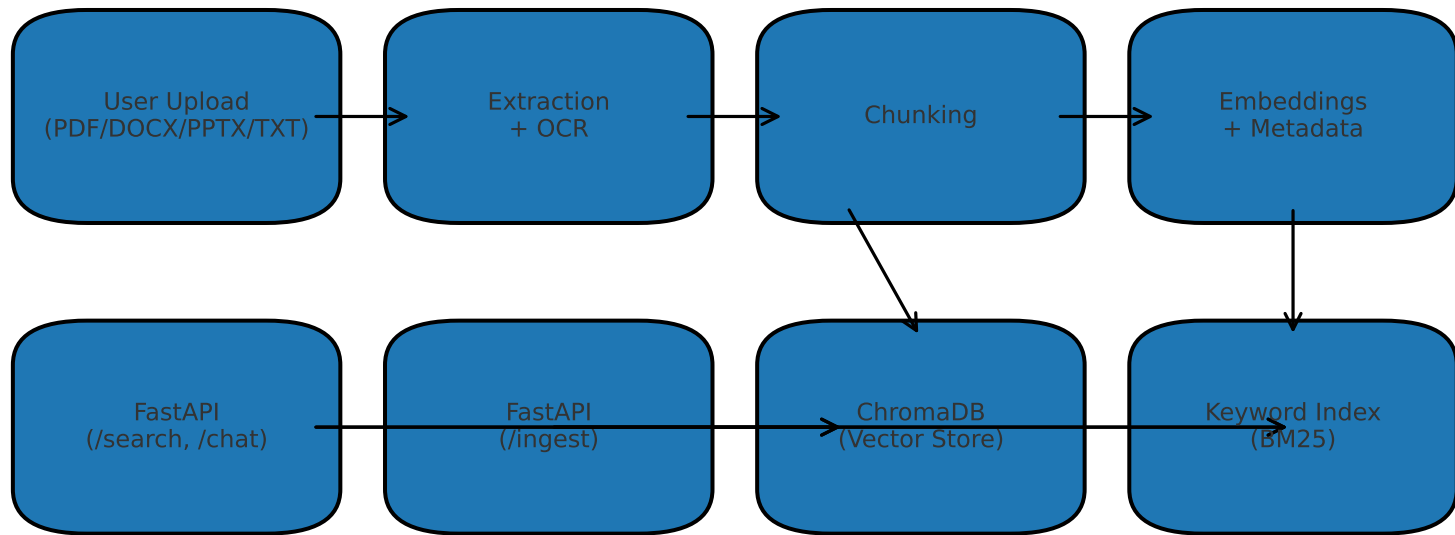 User Upload
(PDF/DOCX/PPTX/TXT)
Extraction
+ OCR
Chunking
Embeddings
+ Metadata
FastAPI
(/search, /chat)
FastAPI
(/ingest)
ChromaDB
(Vector Store)
Keyword Index
(BM25)